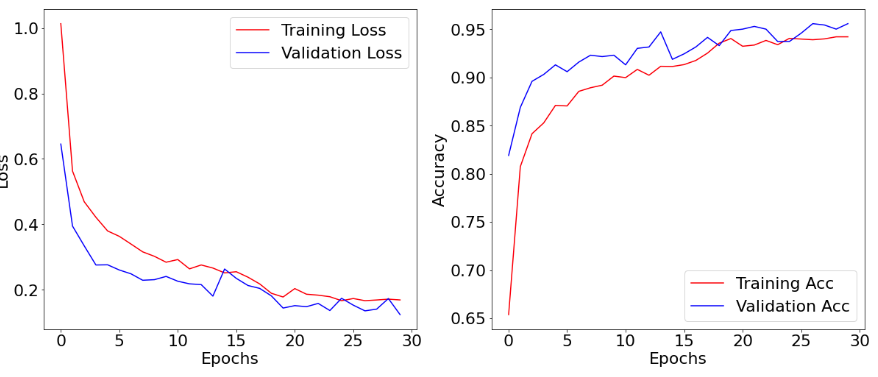 Training Loss
Validation Loss
1.0
0.8
0.6
0.4
0.2
Loss
0 5 10 15 20 25 30
Epochs
0.95
0.90
0.85
0.80
0.75
0.70
0.65
Accuracy
Training Acc
Validation Acc
0 5 10 15 20 25 30
Epochs